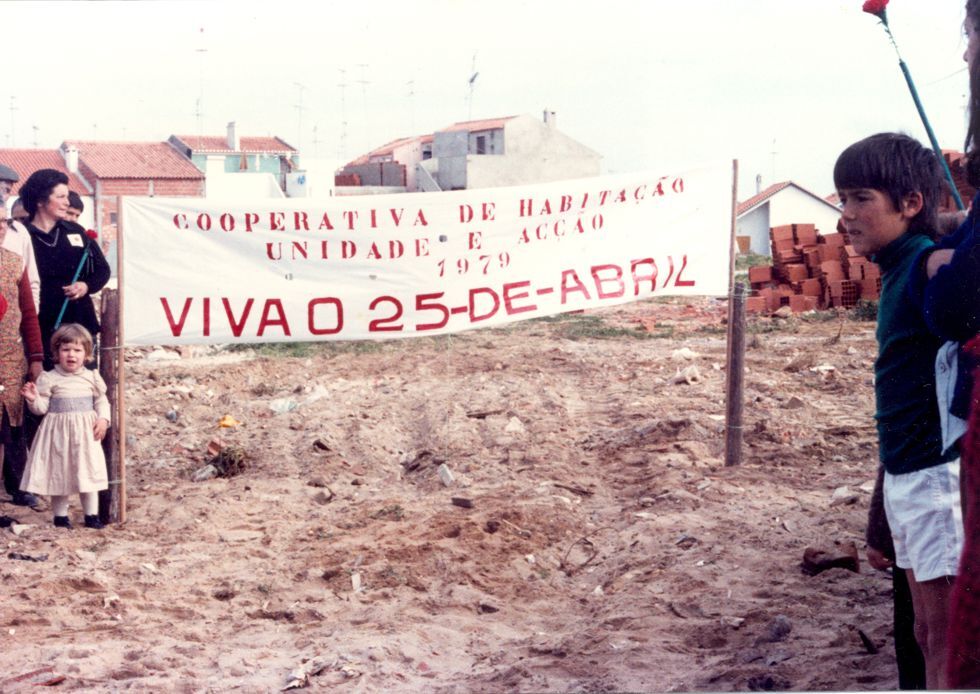 COOPERATIVA DE HABITAÇÃO
UNIDADE E ACÇÃO
1979
VIVA O 25-DE-ABRIL